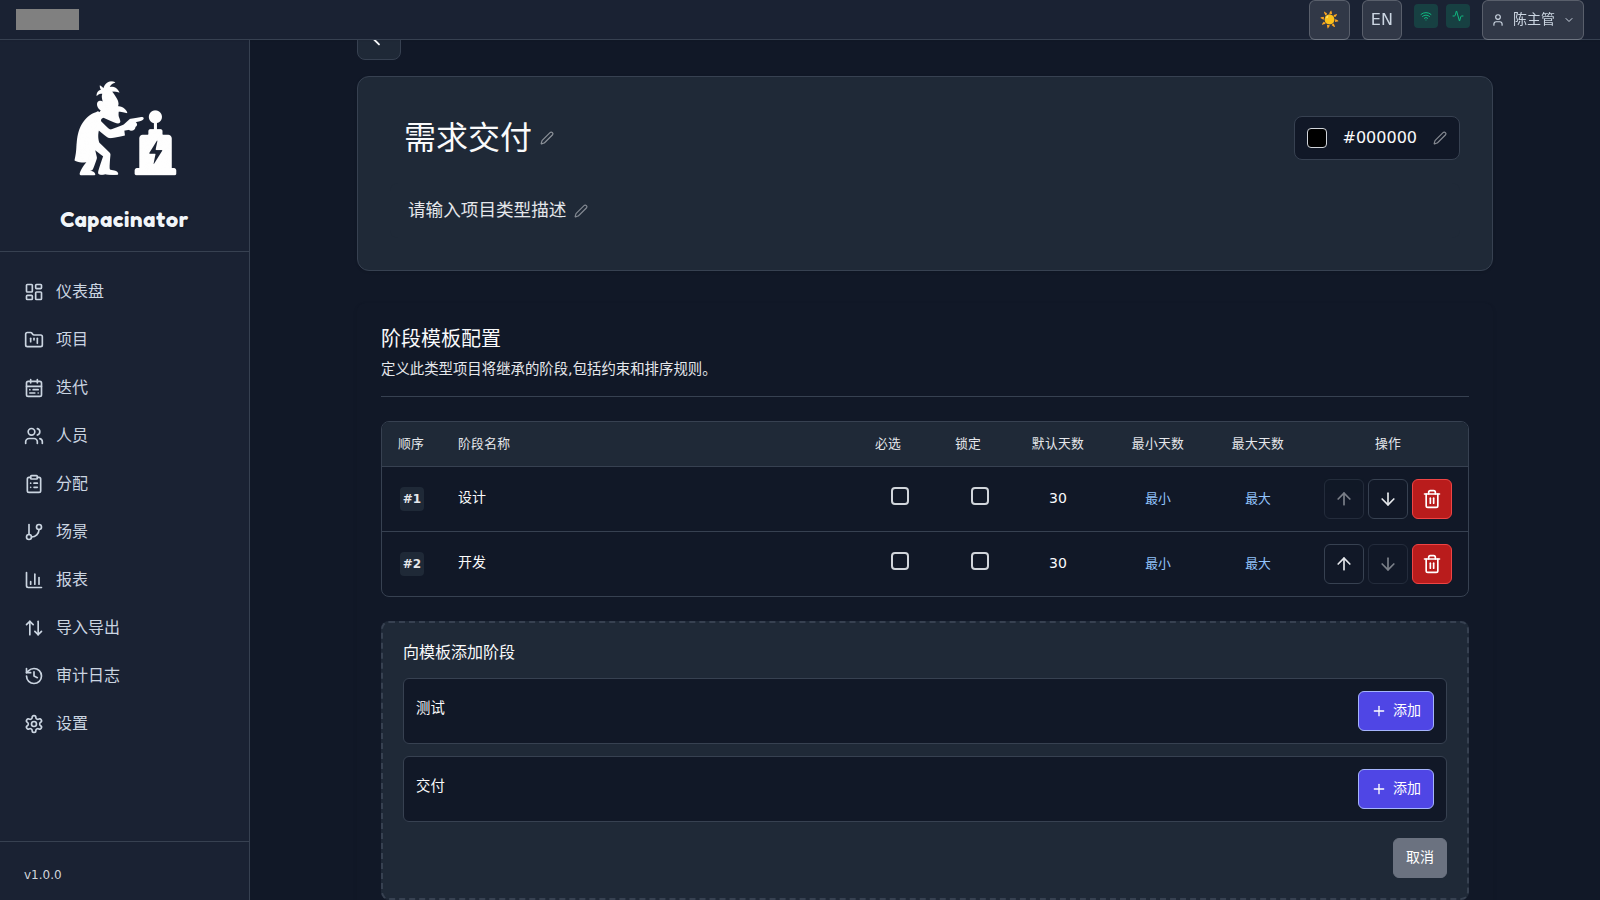 EN
陈主管
Capacinator
仪表盘
项目
迭代
人员
分配
场景
报表
导入导出
审计日志
设置
v1.0.0
需求交付
#000000
请输入项目类型描述
阶段模板配置
定义此类型项目将继承的阶段,包括约束和排序规则。
顺序 阶段名称 必选 锁定 默认天数 最小天数 最大天数 操作
#1 设计 30 最小 最大
#2 开发 30 最小 最大
向模板添加阶段
测试 添加
交付 添加
取消